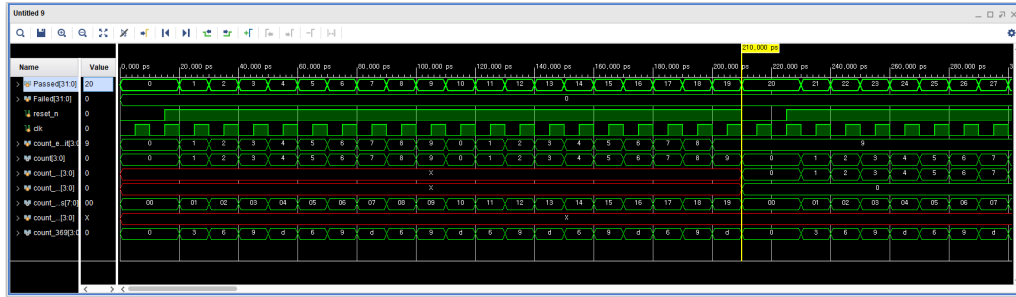 Untitled 9
210,000 ps
Name Value 0,000 ps 20,000 ps 40,000 ps 60,000 ps 80,000 ps 100,000 ps 120,000 ps 140,000 ps 160,000 ps 180,000 ps 200,000 ps 220,000 ps 240,000 ps 260,000 ps 280,000 ps 3
Passed[31:0] 20 0 1 2 3 4 5 6 7 8 9 10 11 12 13 14 15 16 17 18 19 20 21 22 23 24 25 26 27
Failed[31:0] 0 0
reset_n 0
clk 0
count_e...it[3:0 9 0 1 2 3 4 5 6 7 8 9 0 1 2 3 4 5 6 7 8 9
count[3:0] 0 0 1 2 3 4 5 6 7 8 9 0 1 2 3 4 5 6 7 8 9 0 1 2 3 4 5 6 7
count_...[3:0] 0 X 0 1 2 3 4 5 6 7
count_...[3:0] 0 X 0
count_...s[7:0] 00 00 01 02 03 04 05 06 07 08 09 10 11 12 13 14 15 16 17 18 19 00 01 02 03 04 05 06 07
count_...[3:0] X X
count_369[3:0 0 0 3 6 9 d 6 9 d 6 9 d 6 9 d 6 9 d 6 9 d 0 3 6 9 d 6 9 d